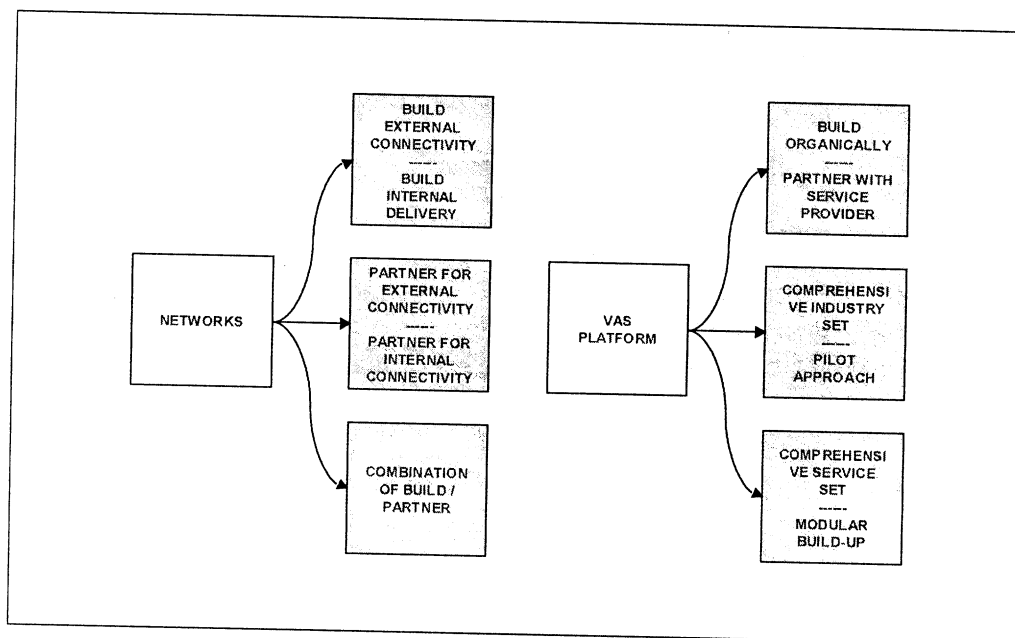 BUILD
EXTERNAL
CONNECTIVITY
-----
BUILD
INTERNAL
DELIVERY
NETWORKS
PARTNER FOR
EXTERNAL
CONNECTIVITY
-----
PARTNER FOR
INTERNAL
CONNECTIVITY
COMBINATION
OF BUILD /
PARTNER
BUILD
ORGANICALLY
-----
PARTNER WITH
SERVICE
PROVIDER
VAS
PLATFORM
COMPREHENSI
VE INDUSTRY
SET
-----
PILOT
APPROACH
COMPREHENSI
VE SERVICE
SET
-----
MODULAR
BUILD-UP